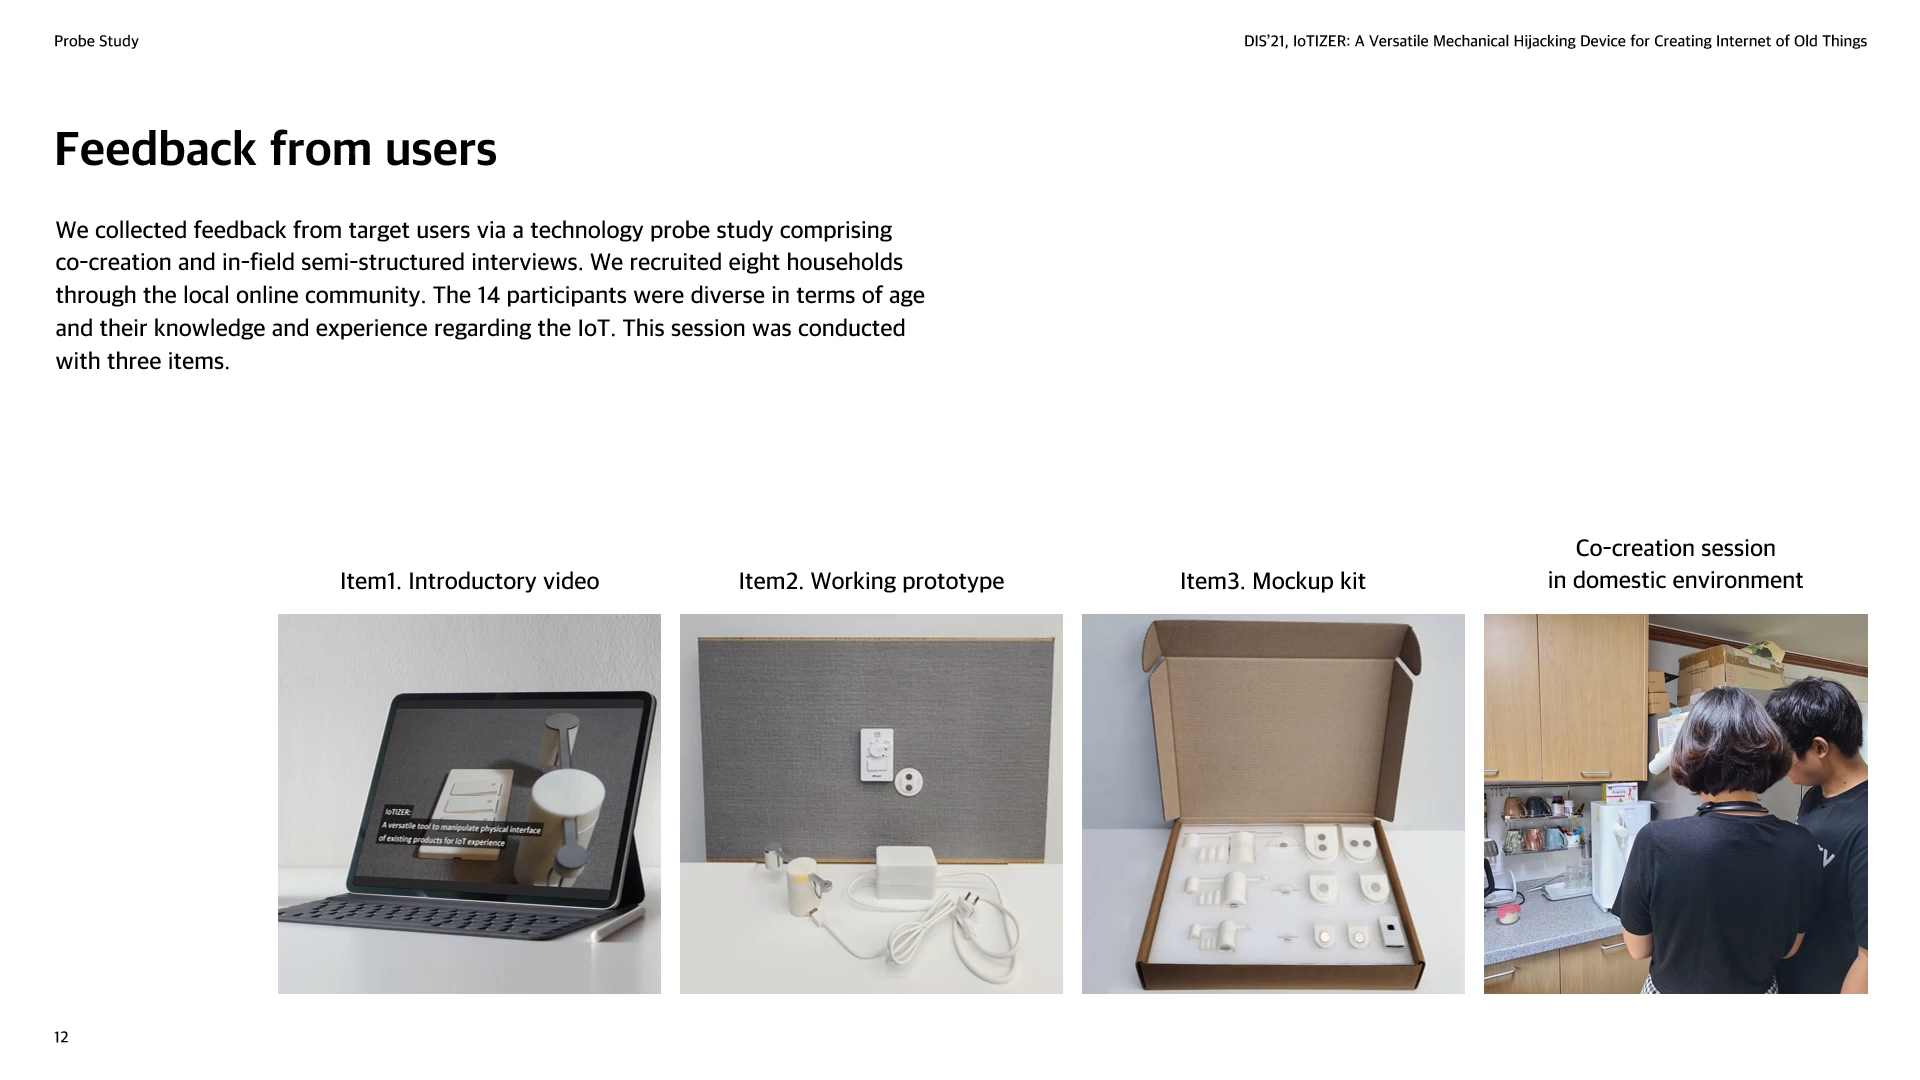 Probe Study
DIS'21, IoTIZER: A Versatile Mechanical Hijacking Device for Creating Internet of Old Things
Feedback from users
We collected feedback from target users via a technology probe study comprising
co-creation and in-field semi-structured interviews. We recruited eight households
through the local online community. The 14 participants were diverse in terms of age
and their knowledge and experience regarding the IoT. This session was conducted
with three items.
Item1. Introductory video
Item2. Working prototype
Item3. Mockup kit
Co-creation session
in domestic environment
IoTIZER:
A versatile tool to manipulate physical interface
of existing products for IoT experience
12